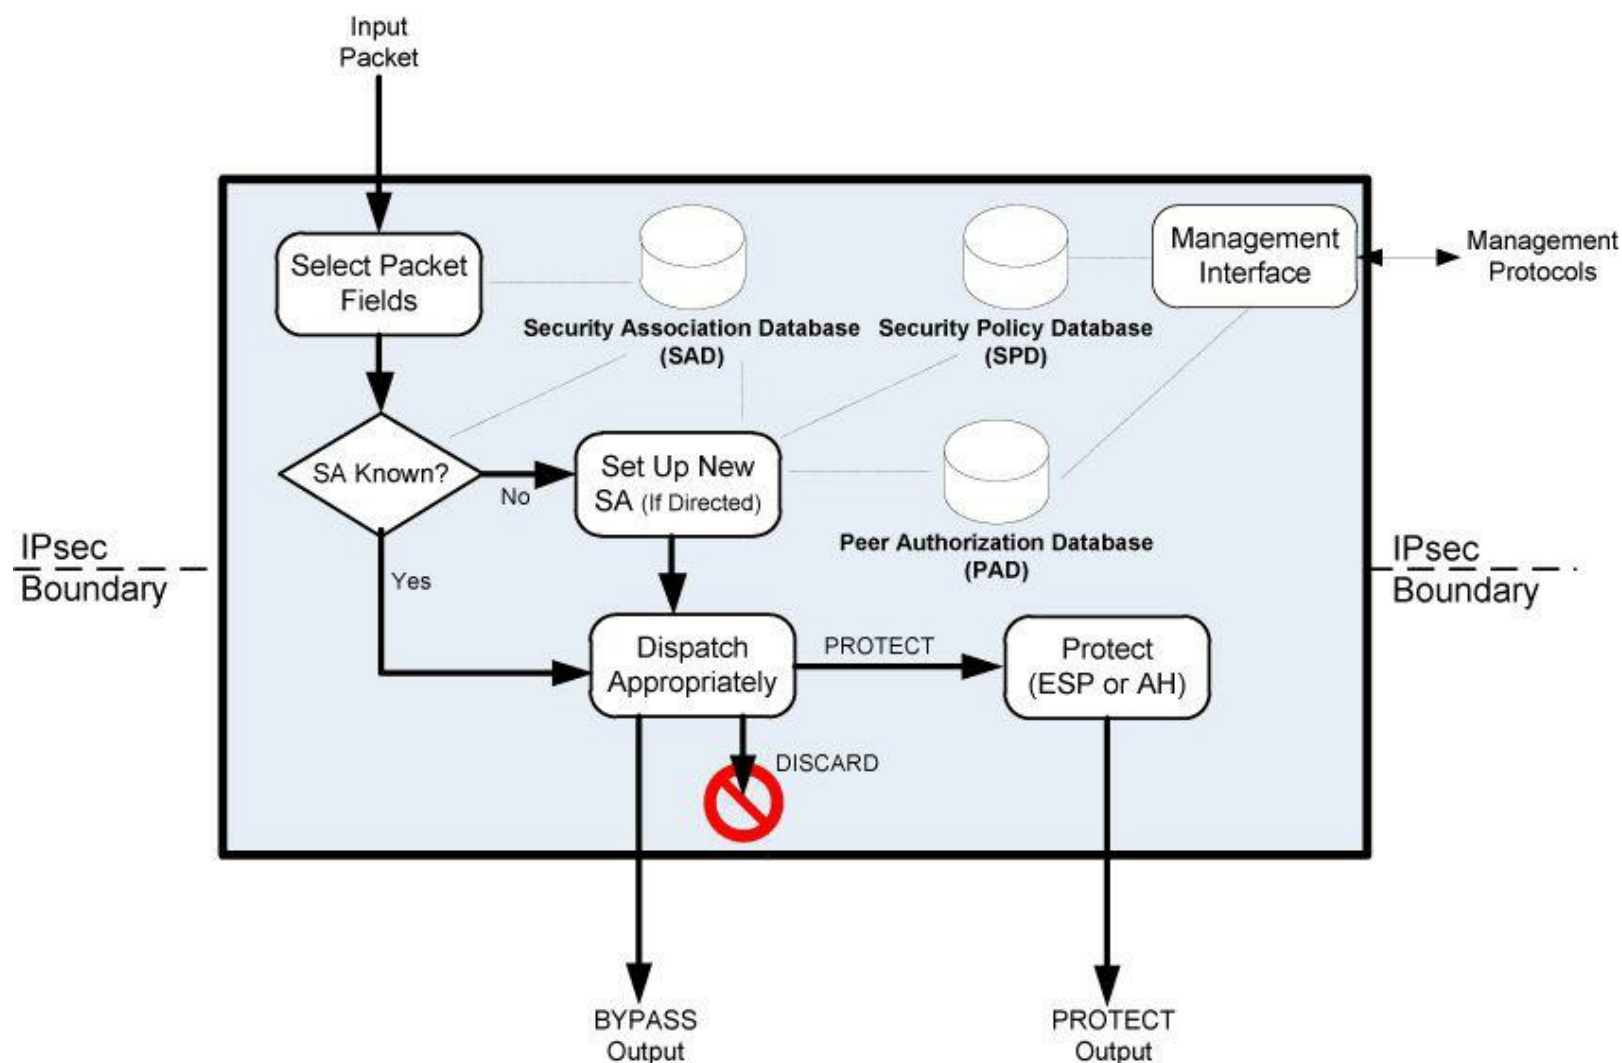 Input
Packet
Select Packet
Fields
Security Association Database
(SAD)
Security Policy Database
(SPD)
Management
Interface
Management
Protocols
SA Known?
No
Set Up New
SA (If Directed)
Peer Authorization Database
(PAD)
IPsec
Boundary
IPsec
Boundary
Yes
Dispatch
Appropriately
PROTECT
Protect
(ESP or AH)
DISCARD
BYPASS
Output
PROTECT
Output